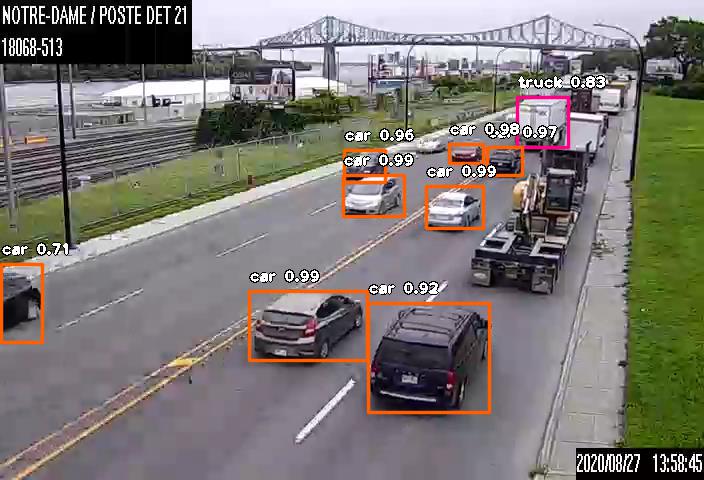 NOTRE-DAME / POSTE DET 21
18068-513
truck 0.83
car 0.96
car 0.98
0.97
car 0.99
car 0.99
car 0.71
car 0.99
car 0.92
2020/08/27 13:58:45